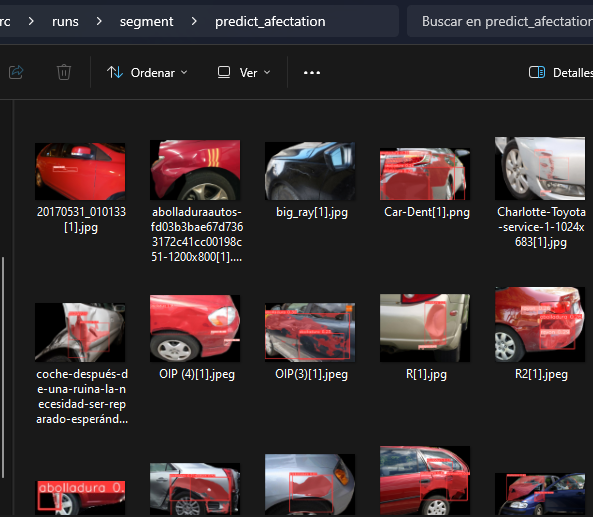 rc > runs > segment > predict_afectation
Buscar en predict_afectation
Ordenar
Ver
Detalles
20170531_010133
[1].jpg
abolladuraautos-
fd03b3bae67d736
3172c41cc00198c
51-1200x800[1]....
big_ray[1].jpg
Car-Dent[1].png
Charlotte-Toyota
-service-1-1024x
683[1].jpg
coche-después-d
e-una-ruina-la-n
ecesidad-ser-rep
arado-esperánd...
OIP (4)[1].jpeg
OIP(3)[1].jpeg
R[1].jpg
R2[1].jpeg
abolladura 0.